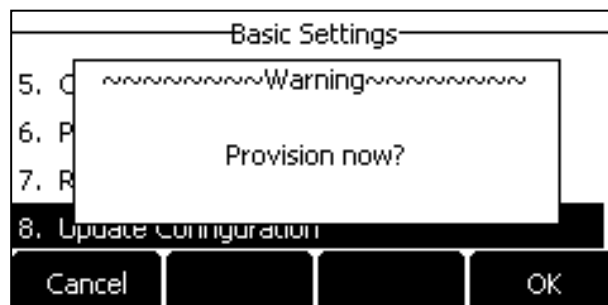 Basic Settings
5. C
~~~~~~~~Warning~~~~~~~~
6. P
Provision now?
7. R
8. Update Configuration
Cancel OK